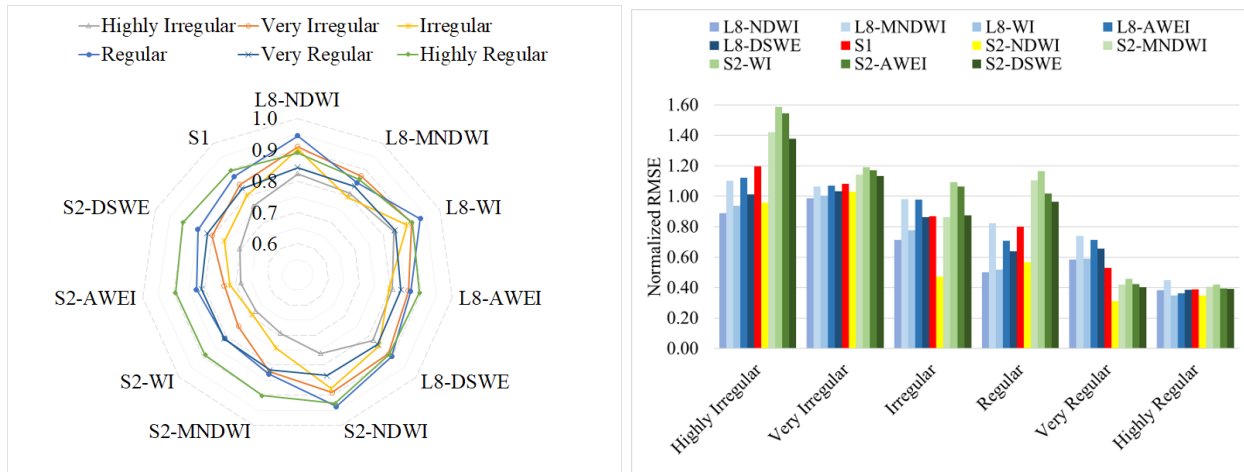 Highly Irregular Very Irregular Irregular
Regular Very Regular Highly Regular
L8-NDWI
L8-MNDWI
L8-WI
L8-AWEI
L8-DSWE
S2-NDWI
S2-MNDWI
S2-WI
S2-AWEI
S2-DSWE
S1
1.0
0.9
0.8
0.7
0.6
L8-NDWI L8-MNDWI L8-WI L8-AWEI
L8-DSWE S1 S2-NDWI S2-MNDWI
S2-WI S2-AWEI S2-DSWE
Normalized RMSE
1.60
1.40
1.20
1.00
0.80
0.60
0.40
0.20
0.00
Highly Irregular
Very Irregular
Irregular
Regular
Very Regular
Highly Regular